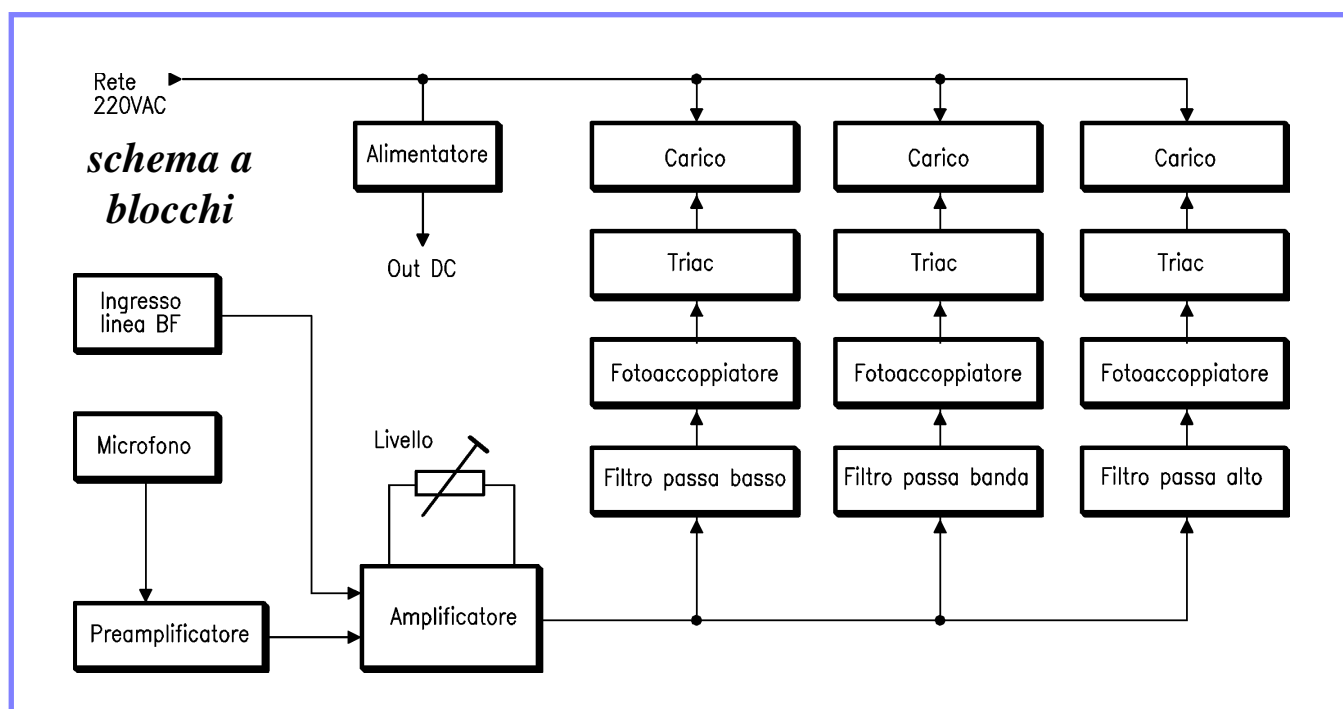 Rete
220VAC
schema a
blocchi
Alimentatore
Out DC
Carico
Carico
Carico
Triac
Triac
Triac
Ingresso
linea BF
Fotoaccoppiatore
Fotoaccoppiatore
Fotoaccoppiatore
Microfono
Livello
Filtro passa basso
Filtro passa banda
Filtro passa alto
Preamplificatore
Amplificatore